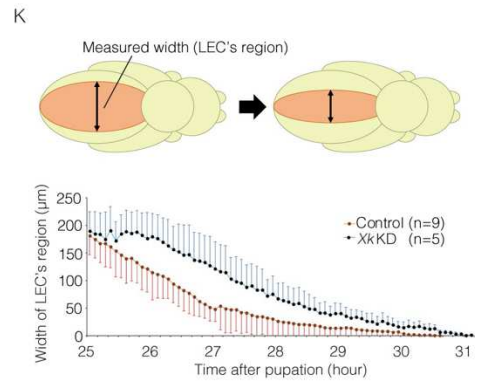 K
Measured width (LEC's region)
Width of LEC's region (μm)
250
200
150
100
50
0
Control (n=9)
XkKD (n=5)
25 26 27 28 29 30 31
Time after pupation (hour)